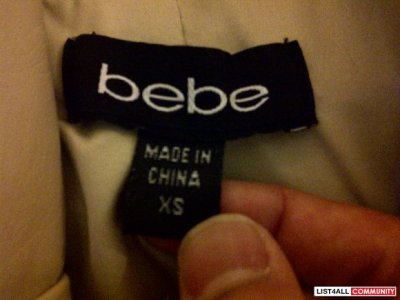 bebe
MADE IN
CHINA
XS
LIST4ALL COMMUNITY